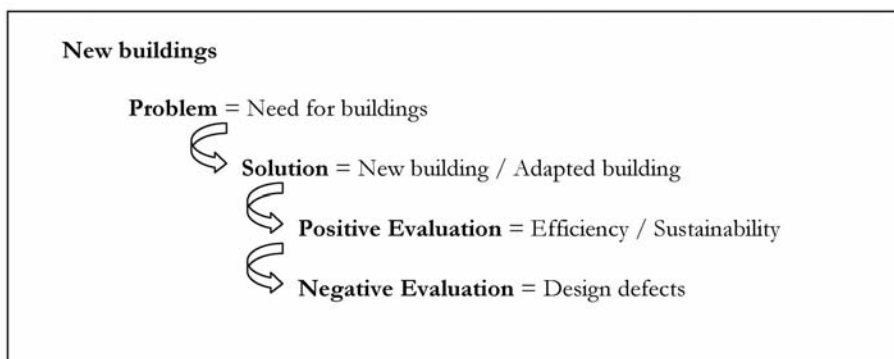 New buildings
Problem = Need for buildings
Solution = New building / Adapted building
Positive Evaluation = Efficiency / Sustainability
Negative Evaluation = Design defects